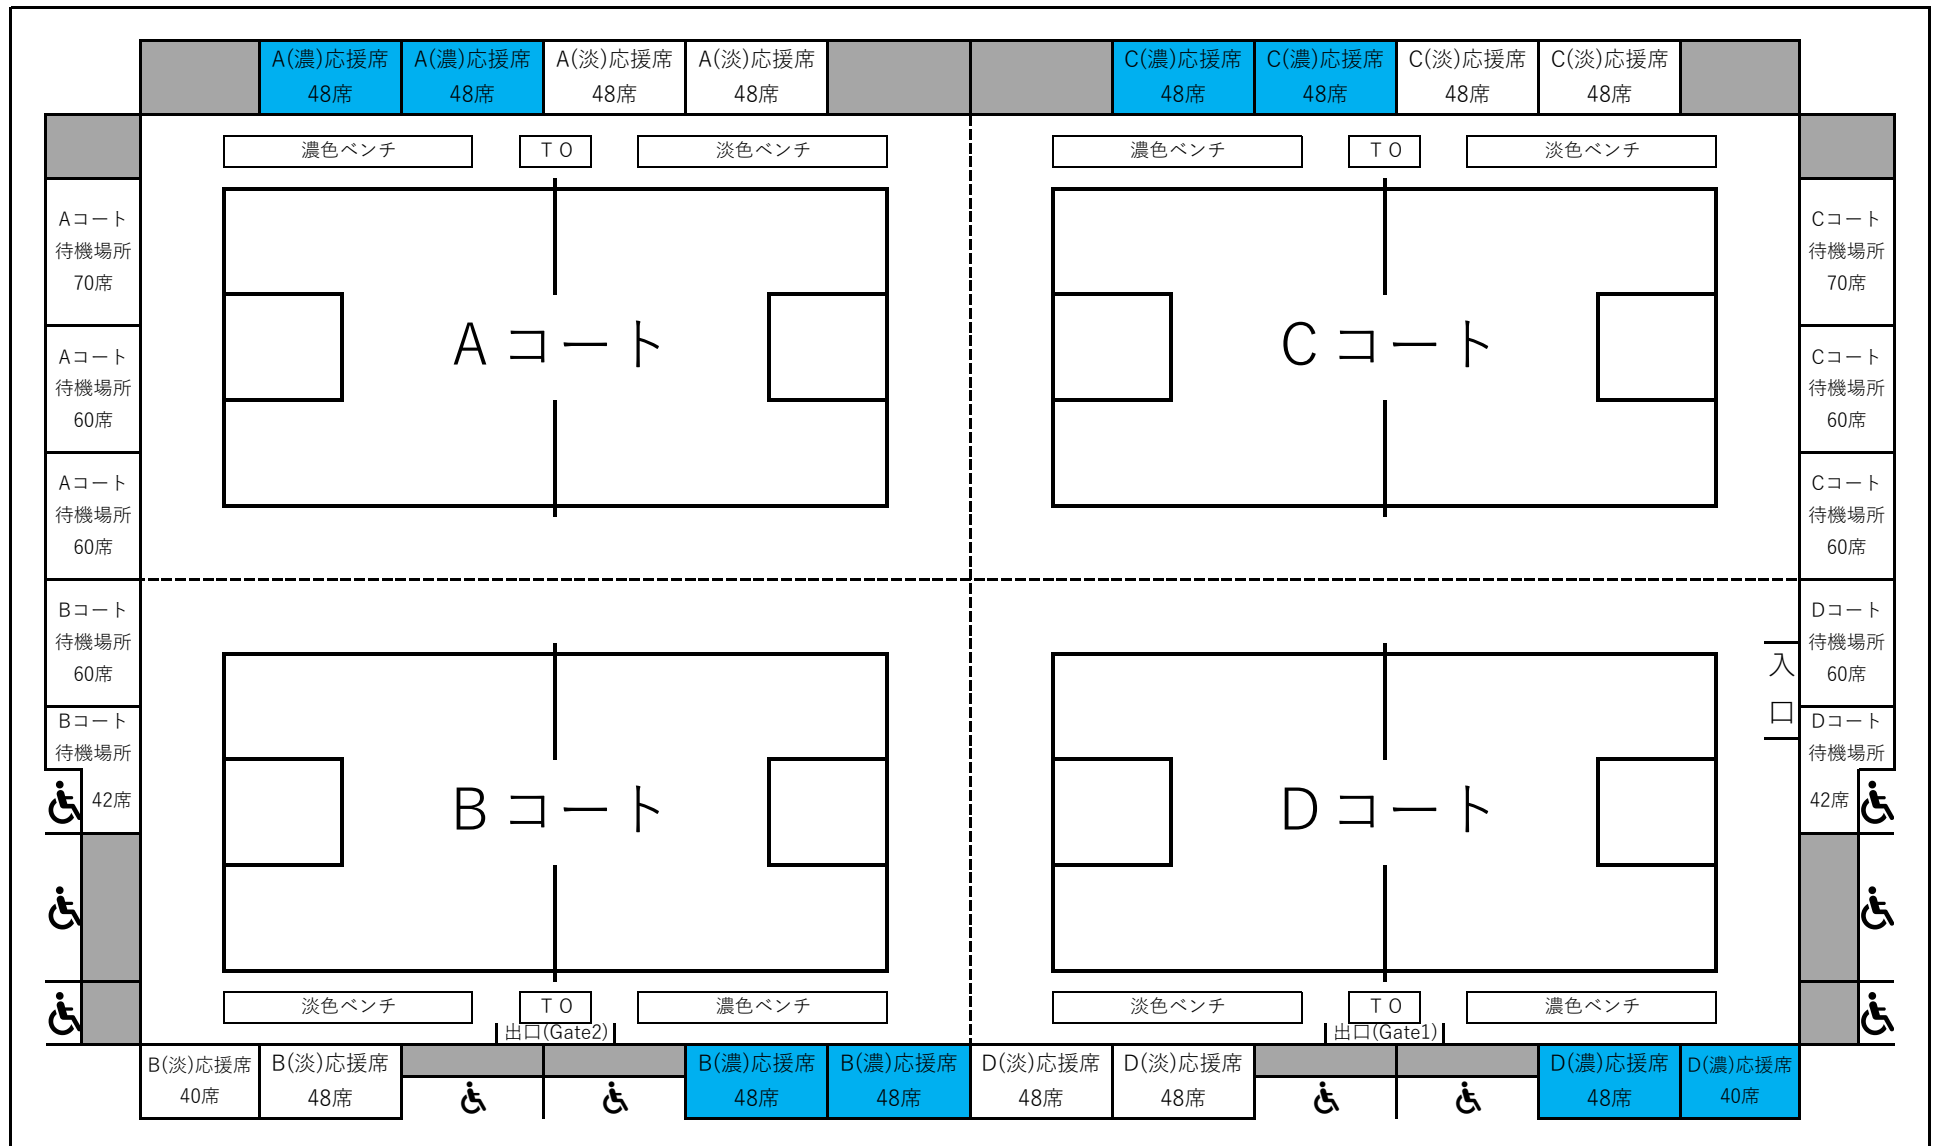 A(濃)応援席
48席
A(濃)応援席
48席
A(淡)応援席
48席
A(淡)応援席
48席
C(濃)応援席
48席
C(濃)応援席
48席
C(淡)応援席
48席
C(淡)応援席
48席
濃色ベンチ
ＴＯ
淡色ベンチ
濃色ベンチ
ＴＯ
淡色ベンチ
Aコート
待機場所
70席
Aコート
待機場所
60席
Aコート
待機場所
60席
Bコート
待機場所
60席
Bコート
待機場所
42席
Ａコート
Ｃコート
Ｂコート
Ｄコート
Cコート
待機場所
70席
Cコート
待機場所
60席
Cコート
待機場所
60席
Dコート
待機場所
60席
Dコート
待機場所
42席
入口
淡色ベンチ
ＴＯ
濃色ベンチ
淡色ベンチ
ＴＯ
濃色ベンチ
出口(Gate2)
出口(Gate1)
B(淡)応援席
40席
B(淡)応援席
48席
B(濃)応援席
48席
B(濃)応援席
48席
D(淡)応援席
48席
D(淡)応援席
48席
D(濃)応援席
48席
D(濃)応援席
40席